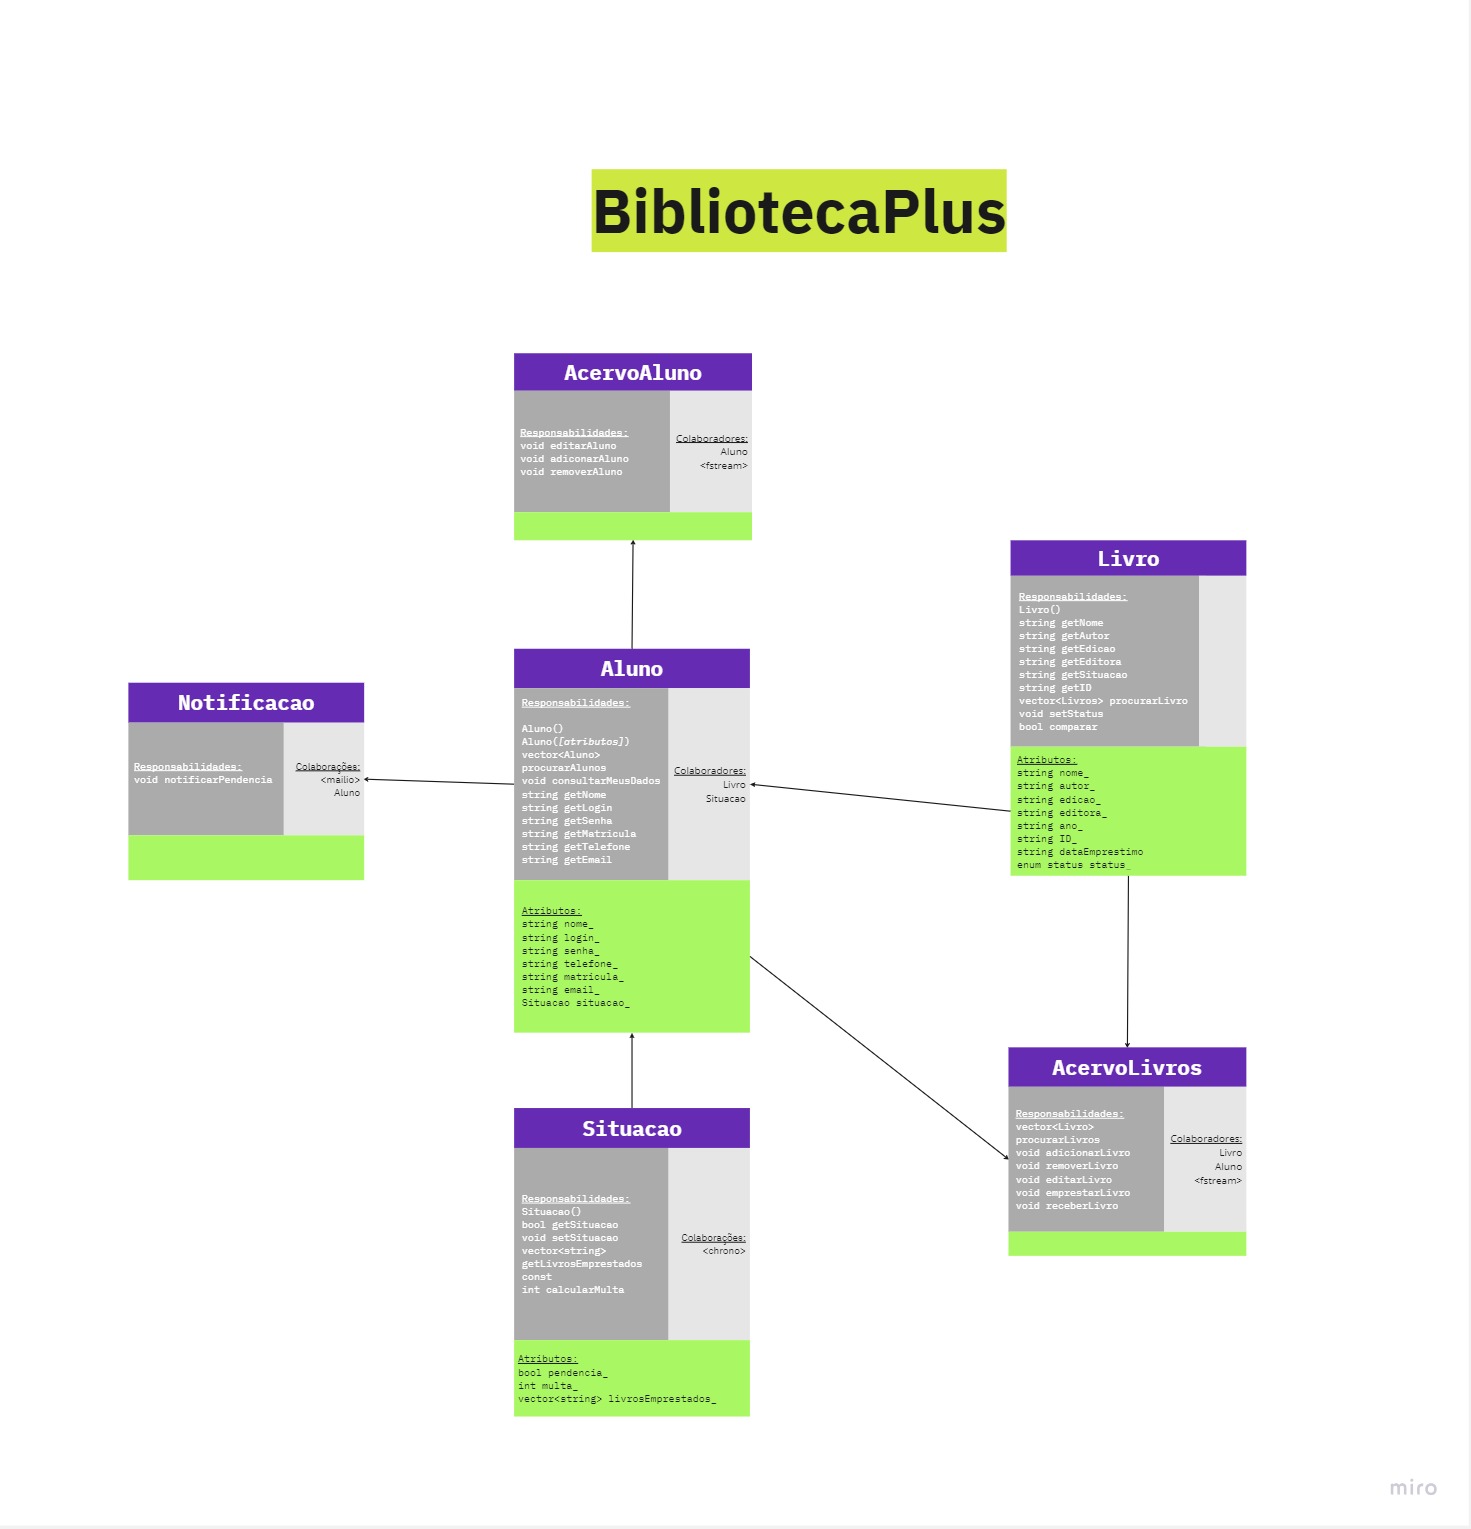 BibliotecaPlus
AcervoAluno
Responsabilidades:
void editarAluno
void adiconarAluno
void removerAluno
Colaboradores:
Aluno
<fstream>
Livro
Responsabilidades:
Livro()
string getNome
string getAutor
string getEdicao
string getEditora
string getSituacao
string getID
vector<Livros> procurarLivro
void setStatus
bool comparar
Atributos:
string nome_
string autor_
string edicao_
string editora_
string ano_
string ID_
string dataEmprestimo
enum status status_
Aluno
Responsabilidades:
Aluno()
Aluno([atributos])
vector<Aluno>
procurarAlunos
void consultarMeusDados
string getNome
string getLogin
string getSenha
string getMatricula
string getTelefone
string getEmail
Colaboradores:
Livro
Situacao
Atributos:
string nome_
string login_
string senha_
string telefone_
string matricula_
string email_
Situacao situacao_
Notificacao
Responsabilidades:
void notificarPendencia
Colaborações:
<mailio>
Aluno
AcervoLivros
Responsabilidades:
vector<Livro>
procurarLivros
void adicionarLivro
void removerLivro
void editarLivro
void emprestarLivro
void receberLivro
Colaboradores:
Livro
Aluno
<fstream>
Situacao
Responsabilidades:
Situacao()
bool getSituacao
void setSituacao
vector<string>
getLivrosEmprestados
const
int calcularMulta
Colaborações:
<chrono>
Atributos:
bool pendencia_
int multa_
vector<string> livrosEmprestados_
miro